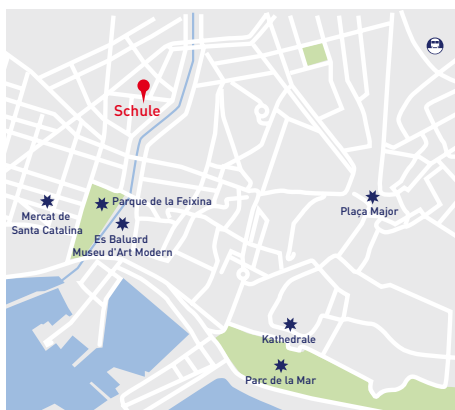 Schule
Parque de la Feixina
Mercat de
Santa Catalina
Es Baluard
Museu d'Art Modern
Plaça Major
Kathedrale
Parc de la Mar